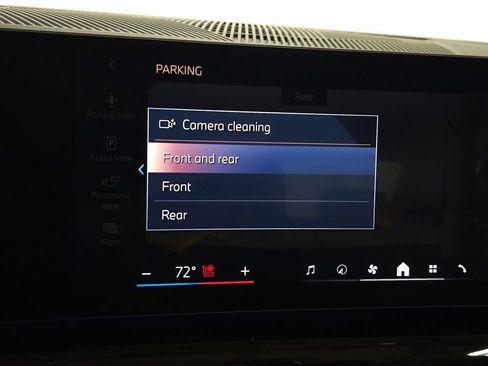 PARKING
Rear
Camera cleaning
Parking View
Front and rear
P
Assist View
Front
Panorama
view
Rear
More
− 72° +